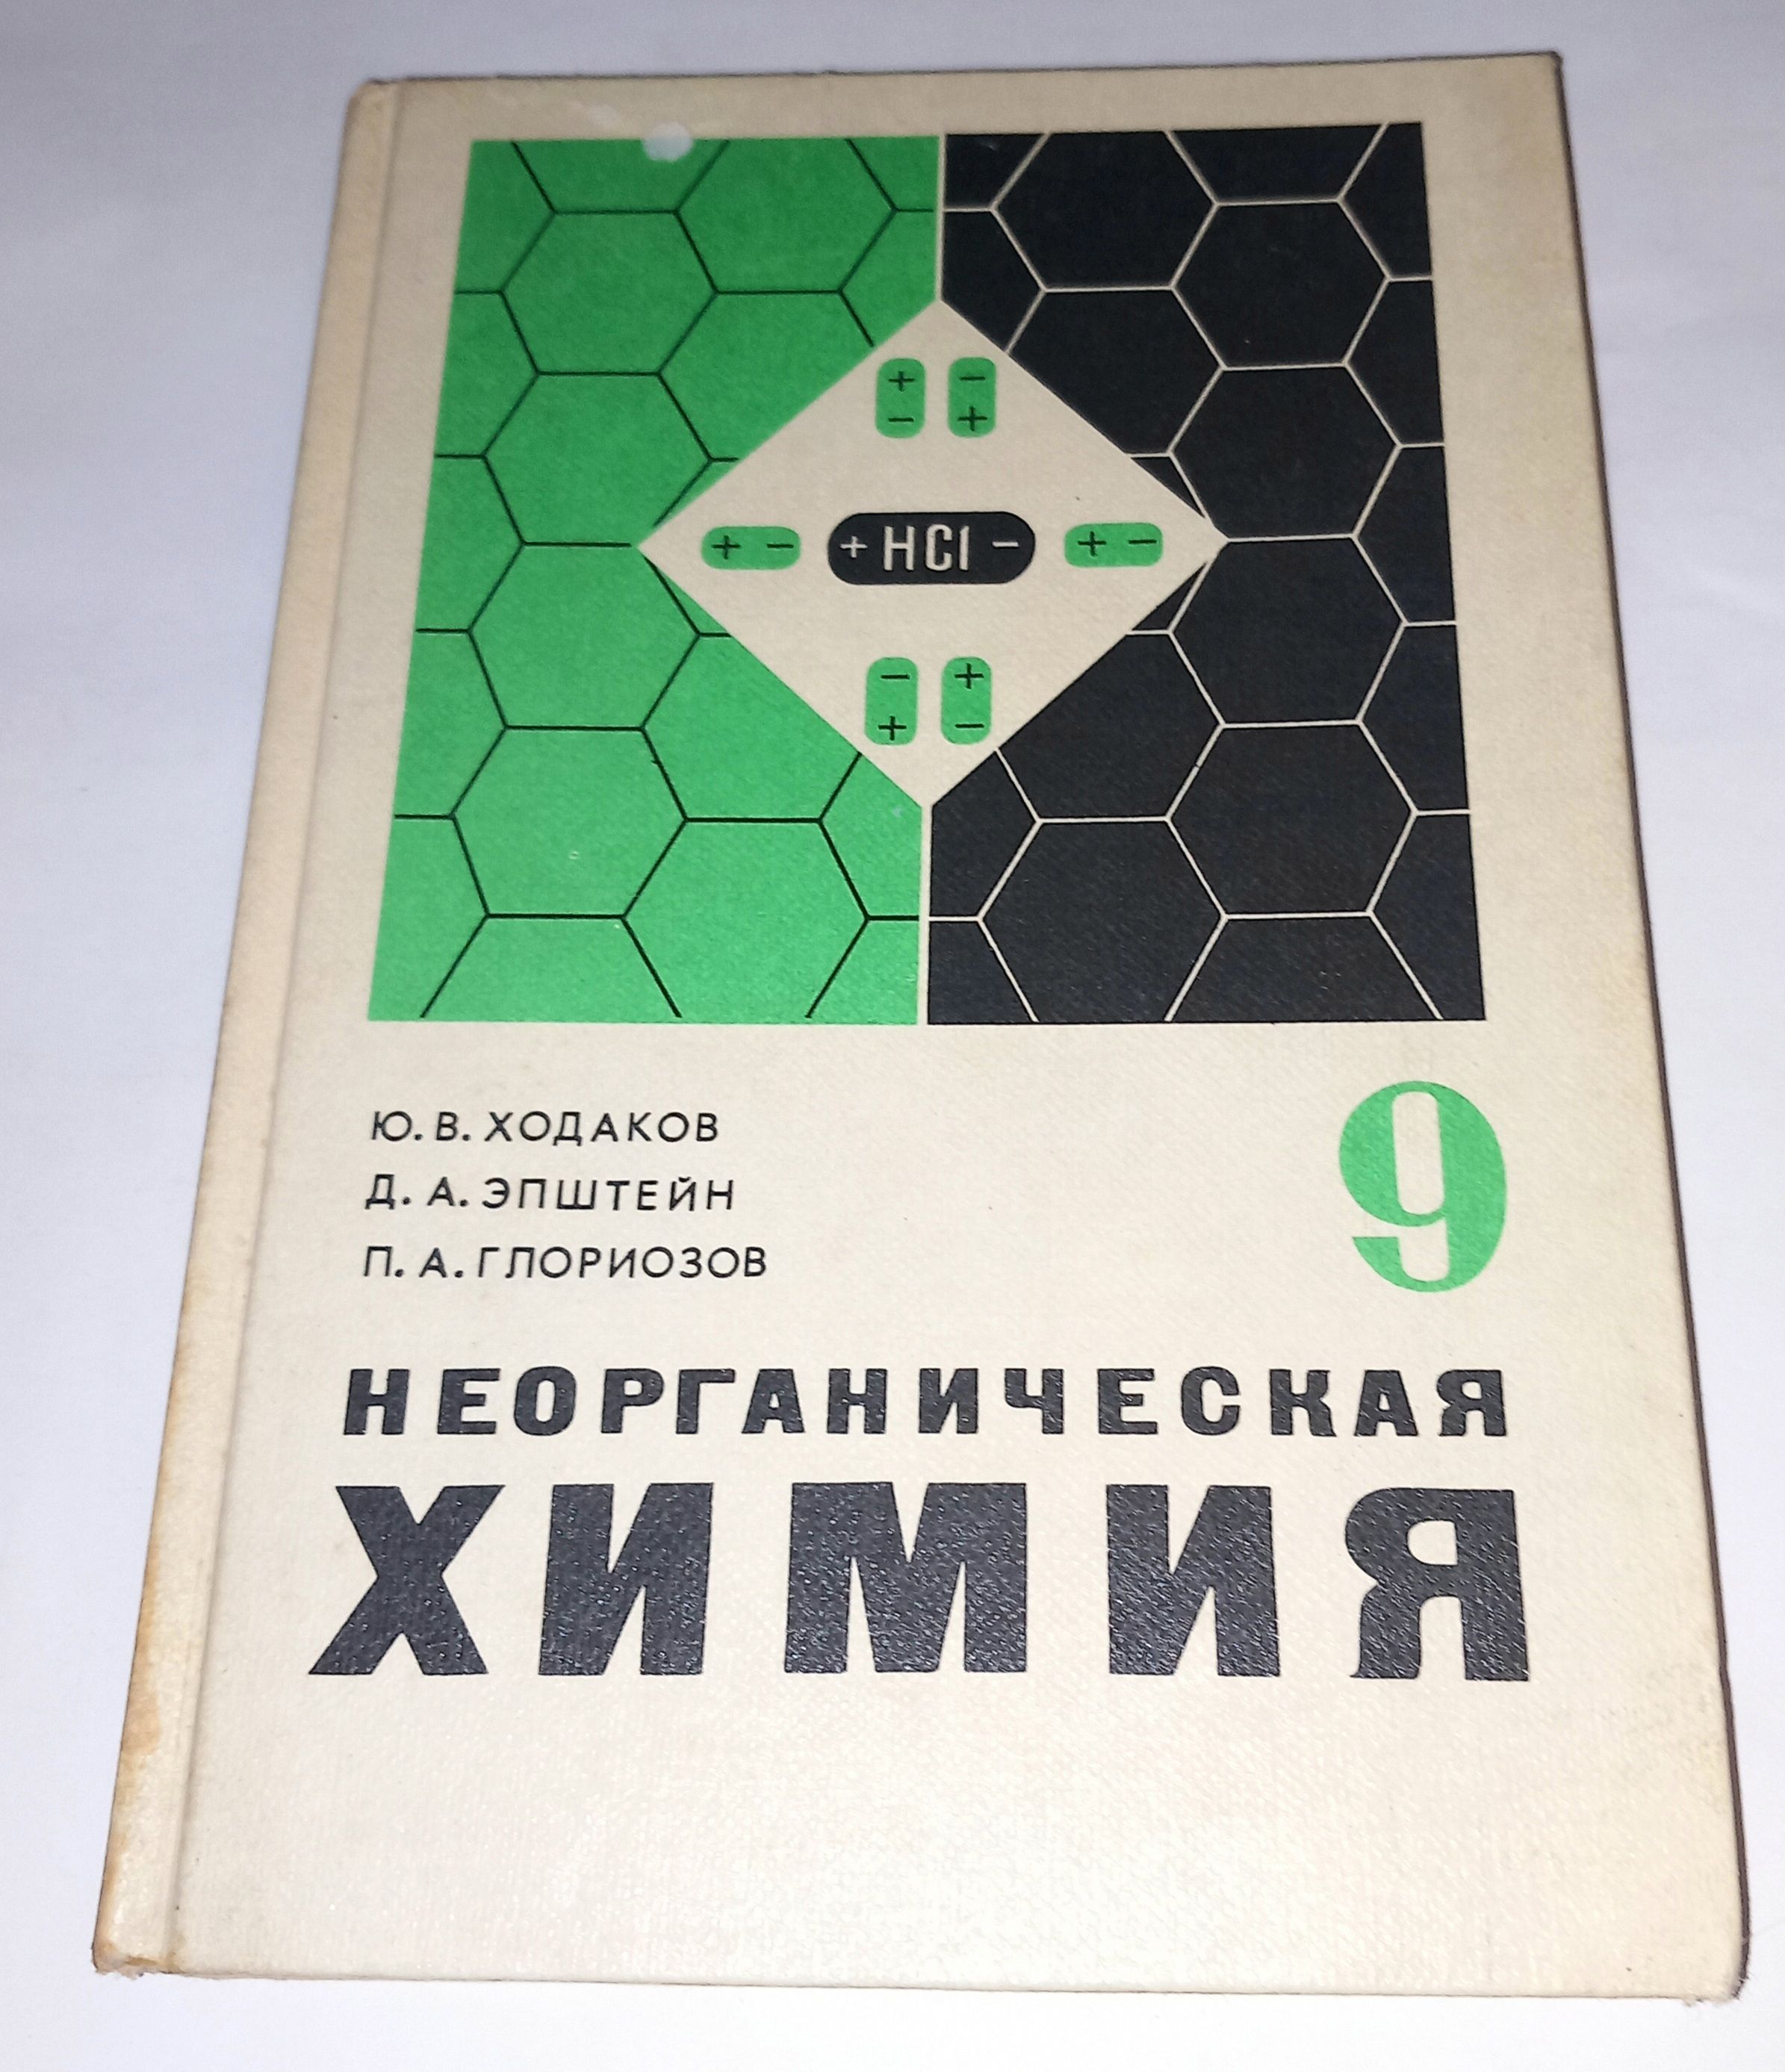 + -
- +
+ - + HCl - + -
- +
+ -
Ю. В. ХОДАКОВ
Д. А. ЭПШТЕЙН
П. А. ГЛОРИОЗОВ
9
НЕОРГАНИЧЕСКАЯ
ХИМИЯ